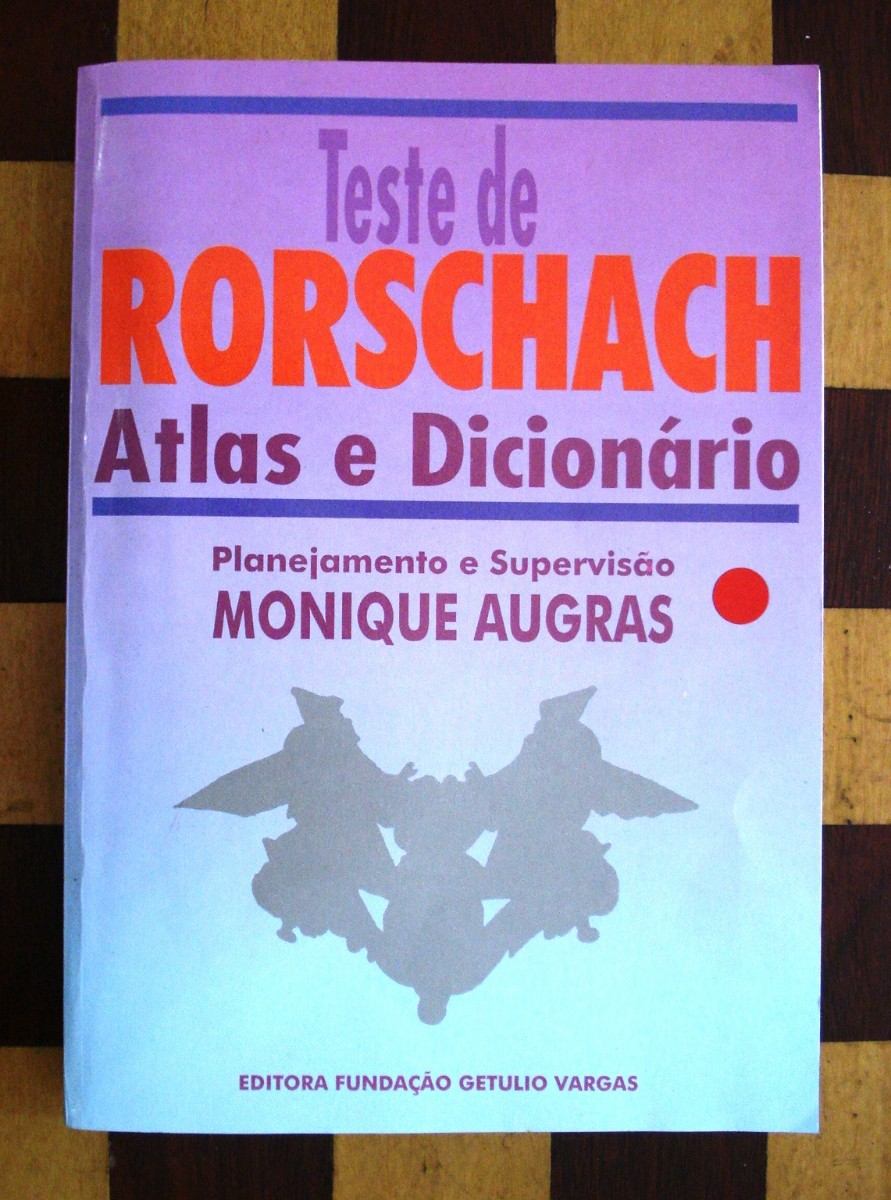 Teste de
RORSCHACH
Atlas e Dicionário
Planejamento e Supervisão
MONIQUE AUGRAS
EDITORA FUNDAÇÃO GETULIO VARGAS